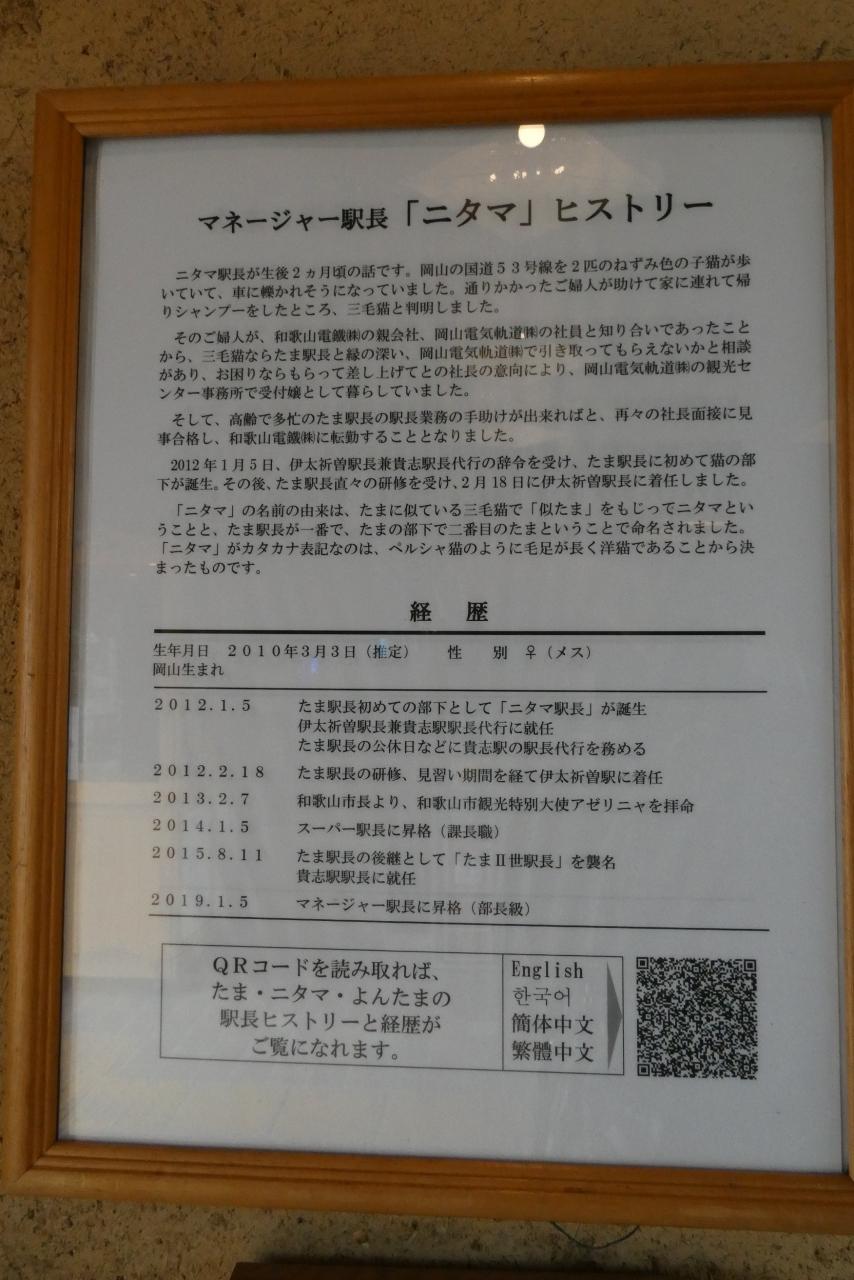 マネージャー駅長「ニタマ」ヒストリー
ニタマ駅長が生後２ヵ月頃の話です。岡山の国道５３号線を２匹のねずみ色の子猫が歩
いていて、車に轢かれそうになっていました。通りかかったご婦人が助けて家に連れて帰
りシャンプーをしたところ、三毛猫と判明しました。
そのご婦人が、和歌山電鐵㈱の親会社、岡山電気軌道㈱の社員と知り合いであったこと
から、三毛猫ならたま駅長と縁の深い、岡山電気軌道㈱で引き取ってもらえないかと相談
があり、お困りならもらって差し上げてとの社長の意向により、岡山電気軌道㈱の観光セ
ンター事務所で受付嬢として暮らしていました。
そして、高齢で多忙のたま駅長の駅長業務の手助けが出来ればと、再々の社長面接に見
事合格し、和歌山電鐵㈱に転勤することとなりました。
2012年１月５日、伊太祈曽駅長兼貴志駅長代行の辞令を受け、たま駅長に初めて猫の部
下が誕生。その後、たま駅長直々の研修を受け、２月18日に伊太祈曽駅長に着任しました。
「ニタマ」の名前の由来は、たまに似ている三毛猫で「似たま」をもじってニタマとい
うことと、たま駅長が一番で、たまの部下で二番目のたまということで命名されました。
「ニタマ」がカタカナ表記なのは、ペルシャ猫のように毛足が長く洋猫であることから決
まったものです。
経　歴
生年月日　２０１０年３月３日（推定）　　性　　別　♀（メス）
岡山生まれ
２０１２.１.５　たま駅長初めての部下として「ニタマ駅長」が誕生
伊太祈曽駅長兼貴志駅駅長代行に就任
たま駅長の公休日などに貴志駅の駅長代行を務める
２０１２.２.１８　たま駅長の研修、見習い期間を経て伊太祈曽駅に着任
２０１３.２.７　和歌山市長より、和歌山市観光特別大使アゼリニャを拝命
２０１４.１.５　スーパー駅長に昇格（課長職）
２０１５.８.１１　たま駅長の後継として「たまⅡ世駅長」を襲名
貴志駅駅長に就任
２０１９.１.５　マネージャー駅長に昇格（部長級）
ＱＲコードを読み取れば、
たま・ニタマ・よんたまの
駅長ヒストリーと経歴が
ご覧になれます。
English
한국어
简体中文
繁體中文